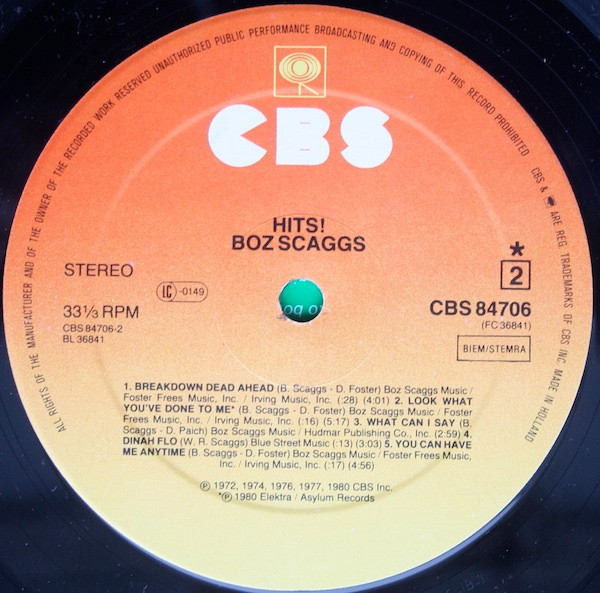 ALL RIGHTS OF THE MANUFACTURER AND OF THE OWNER OF THE RECORDED WORK RESERVED UNAUTHORIZED PUBLIC PERFORMANCE BROADCASTING AND COPYING OF THIS RECORD PROHIBITED
CBS & ARE REG. TRADEMARKS OF CBS INC. MADE IN HOLLAND
CBS
HITS!
BOZ SCAGGS
STEREO
IC -0149
*
2
33⅓ RPM
CBS 84706
CBS 84706-2
(FC 36841)
BL 36841
BIEM/STEMRA
1. BREAKDOWN DEAD AHEAD (B. Scaggs - D. Foster) Boz Scaggs Music /
Foster Frees Music, Inc. / Irving Music, Inc. (:28) (4:01) 2. LOOK WHAT
YOU'VE DONE TO ME* (B. Scaggs - D. Foster) Boz Scaggs Music / Foster
Frees Music, Inc. / Irving Music, Inc. (:16) (5:17) 3. WHAT CAN I SAY (B.
Scaggs - D. Paich) Boz Scaggs Music / Hudmar Publishing Co., Inc. (2:59) 4.
DINAH FLO (W. R. Scaggs) Blue Street Music (:13) (3:03) 5. YOU CAN HAVE
ME ANYTIME (B. Scaggs - D. Foster) Boz Scaggs Music / Foster Frees Music,
Inc. / Irving Music, Inc. (:17) (4:56)
℗ 1972, 1974, 1976, 1977, 1980 CBS Inc.
*℗ 1980 Elektra / Asylum Records